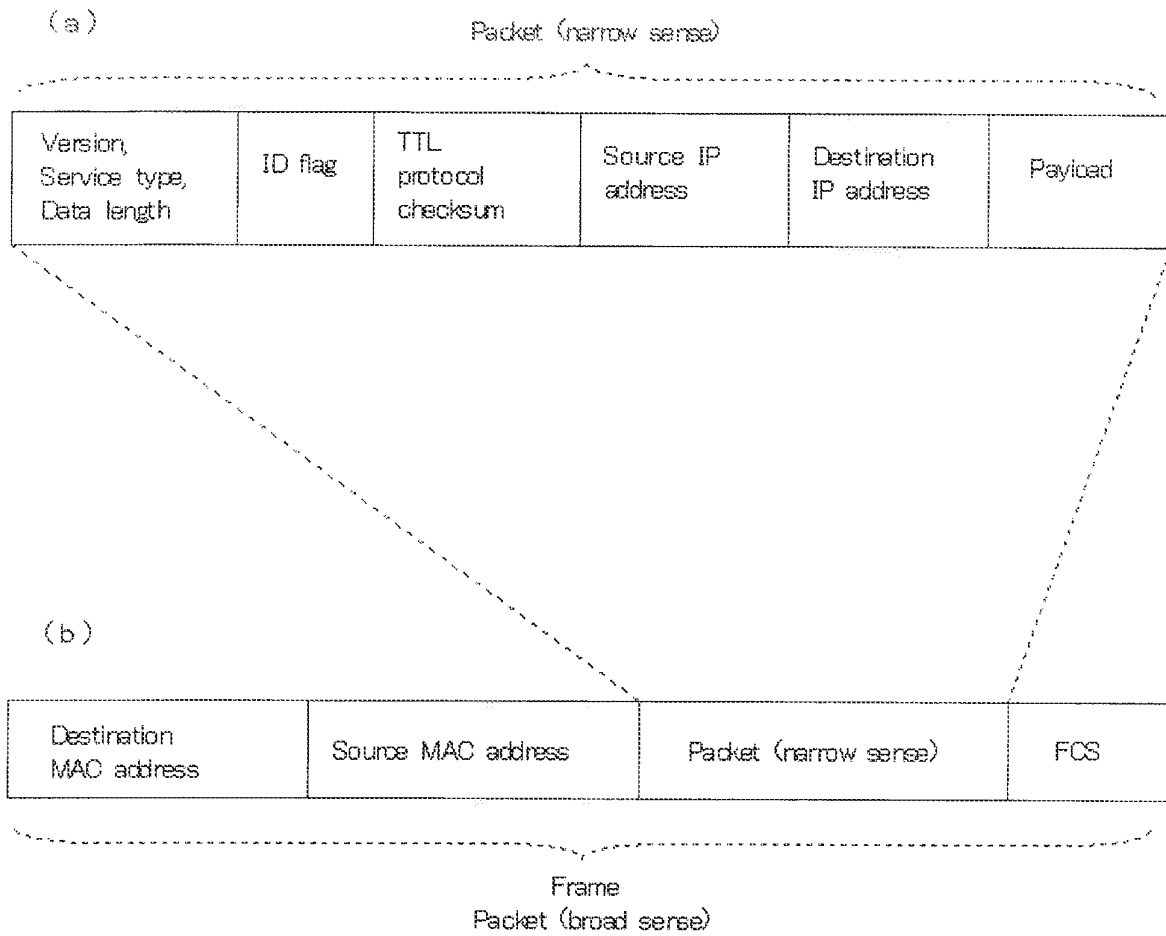 (a)
Packet (narrow sense)
Version,
Service type,
Data length
ID flag
TTL
protocol
checksum
Source IP
address
Destination
IP address
Payload
(b)
Destination
MAC address
Source MAC address
Packet (narrow sense)
FCS
Frame
Packet (broad sense)